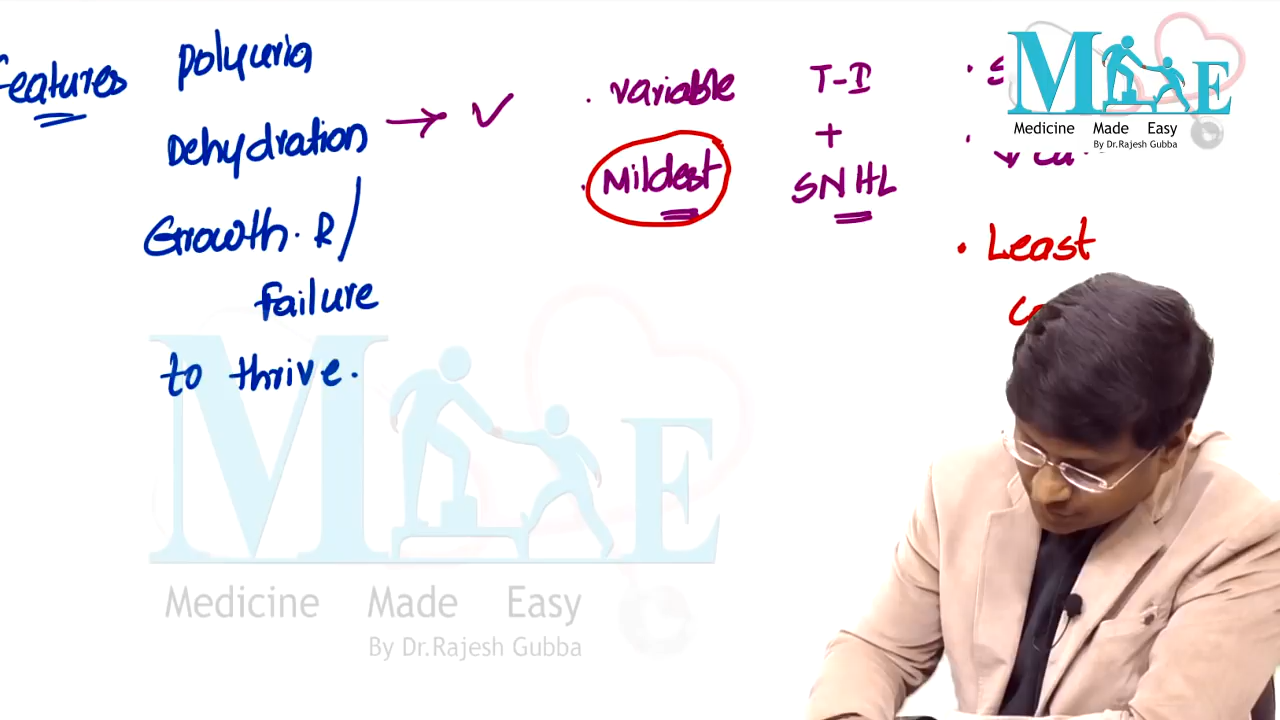 Features
Polyuria
Dehydration
Growth. R/
failure
to thrive.
→ ✓
. variable
. Mildest
T-I
+
SNHL
. Least
M E
Medicine Made Easy
By Dr.Rajesh Gubba
M E
Medicine Made Easy
By Dr.Rajesh Gubba